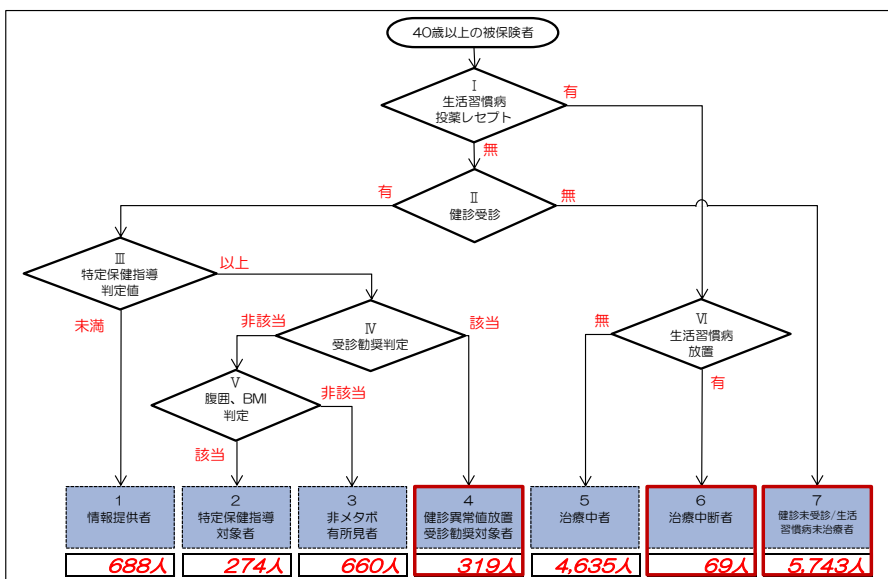 40歳以上の被保険者
Ⅰ
生活習慣病
投薬レセプト
有
無
Ⅱ
健診受診
有
無
Ⅲ
特定保健指導
判定値
以上
未満
Ⅳ
受診勧奨判定
非該当
該当
Ⅴ
腹囲、BMI
判定
非該当
該当
Ⅵ
生活習慣病
放置
無
有
1
情報提供者
688人
2
特定保健指導
対象者
274人
3
非メタボ
有所見者
660人
4
健診異常値放置
受診勧奨対象者
319人
5
治療中者
4,635人
6
治療中断者
69人
7
健診未受診/生活
習慣病未治療者
5,743人